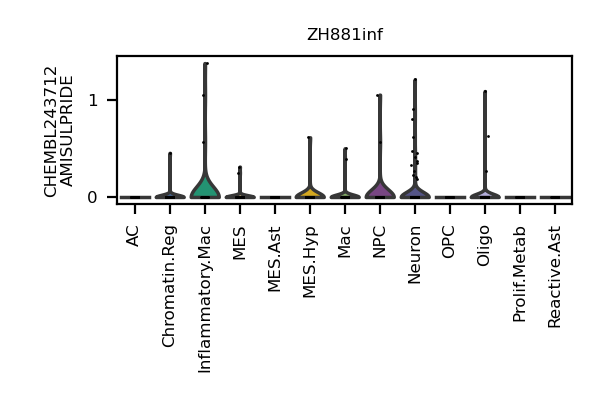 ZH881inf
CHEMBL243712
AMISULPRIDE
1
0
AC
Chromatin.Reg
Inflammatory.Mac
MES
MES.Ast
MES.Hyp
Mac
NPC
Neuron
OPC
Oligo
Prolif.Metab
Reactive.Ast